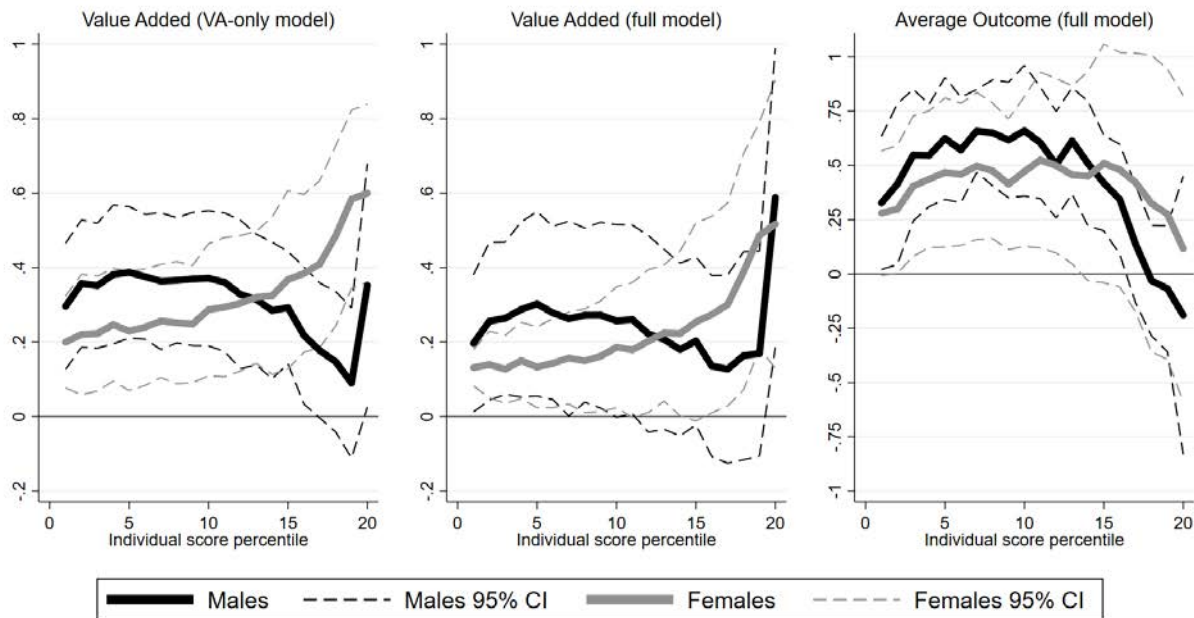 Value Added (VA-only model)
1
.8
.6
.4
.2
0
-.2
0 5 10 15 20
Individual score percentile
Value Added (full model)
1
.8
.6
.4
.2
0
-.2
0 5 10 15 20
Individual score percentile
Average Outcome (full model)
1
.75
.5
.25
0
-.25
-.5
-.75
-1
0 5 10 15 20
Individual score percentile
Males Males 95% CI Females Females 95% CI